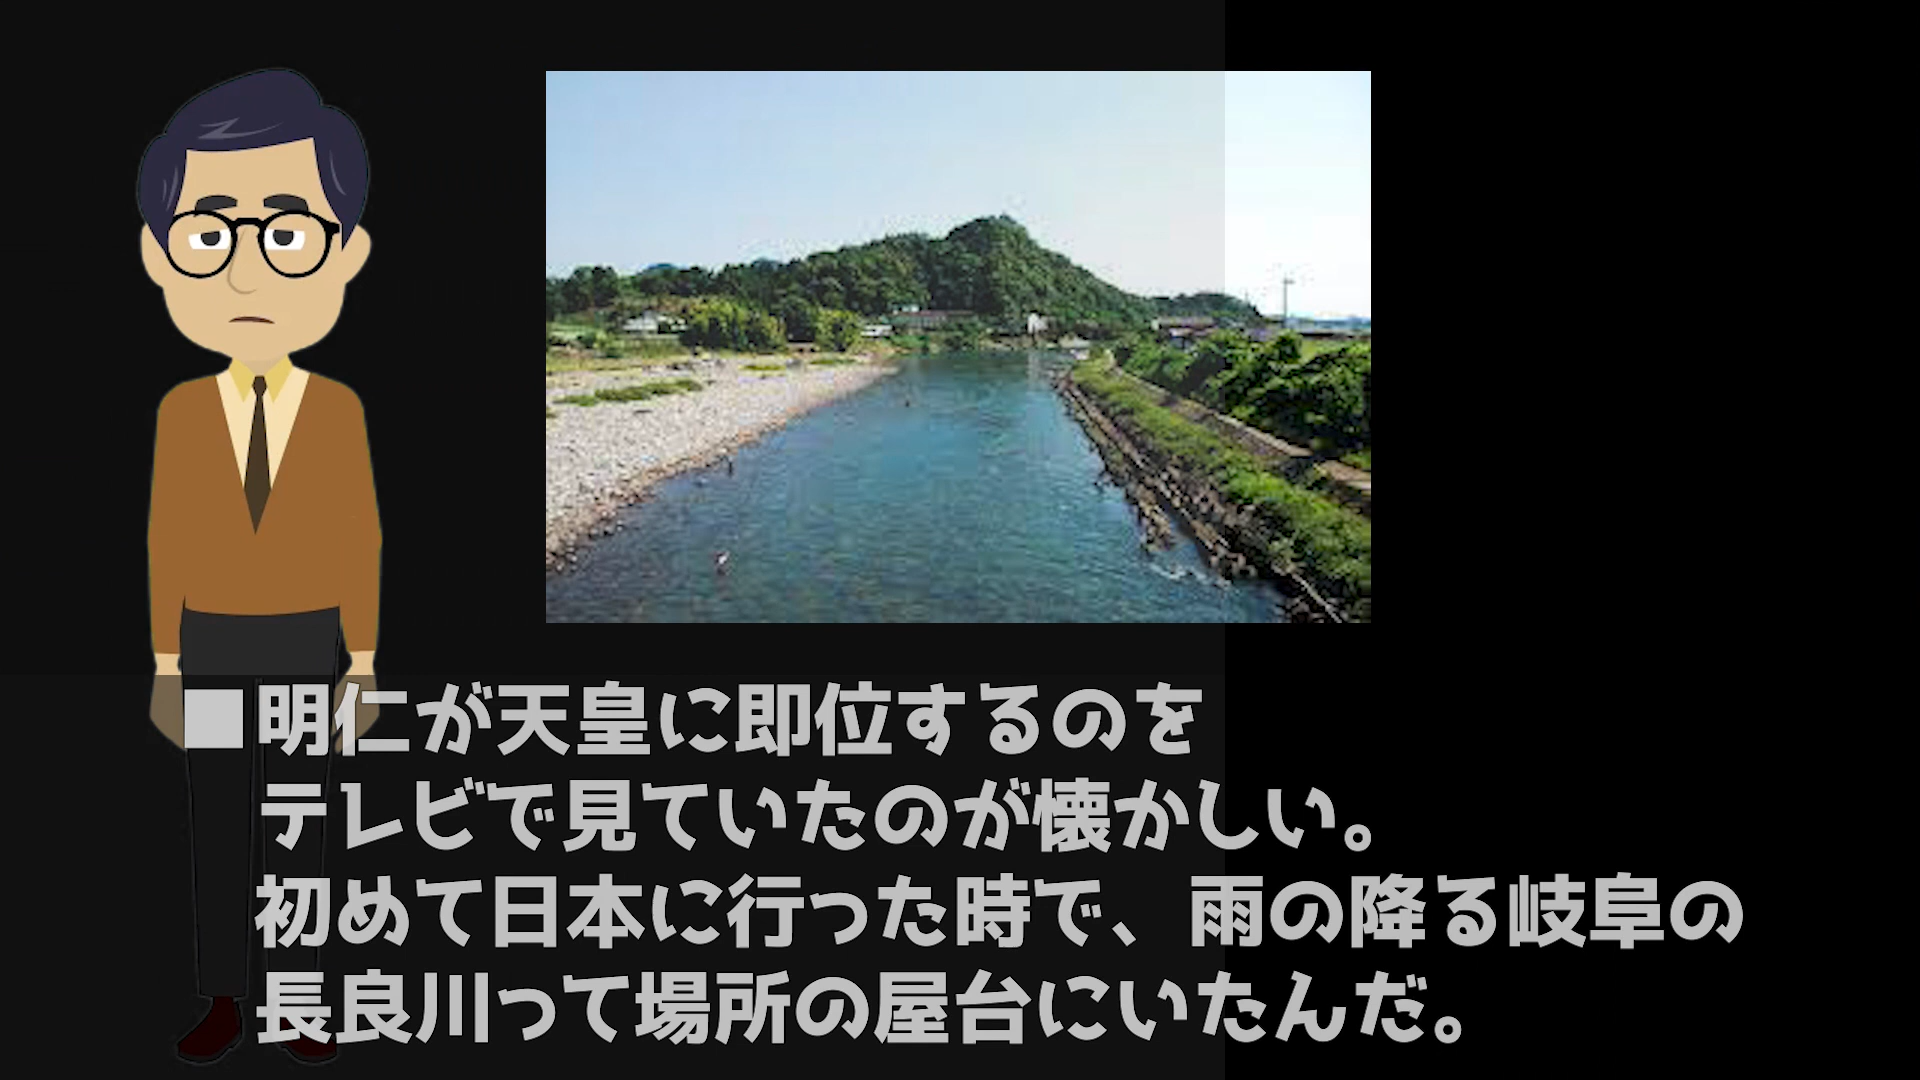 ■明仁が天皇に即位するのを
テレビで見ていたのが懐かしい。
初めて日本に行った時で、雨の降る岐阜の
長良川って場所の屋台にいたんだ。